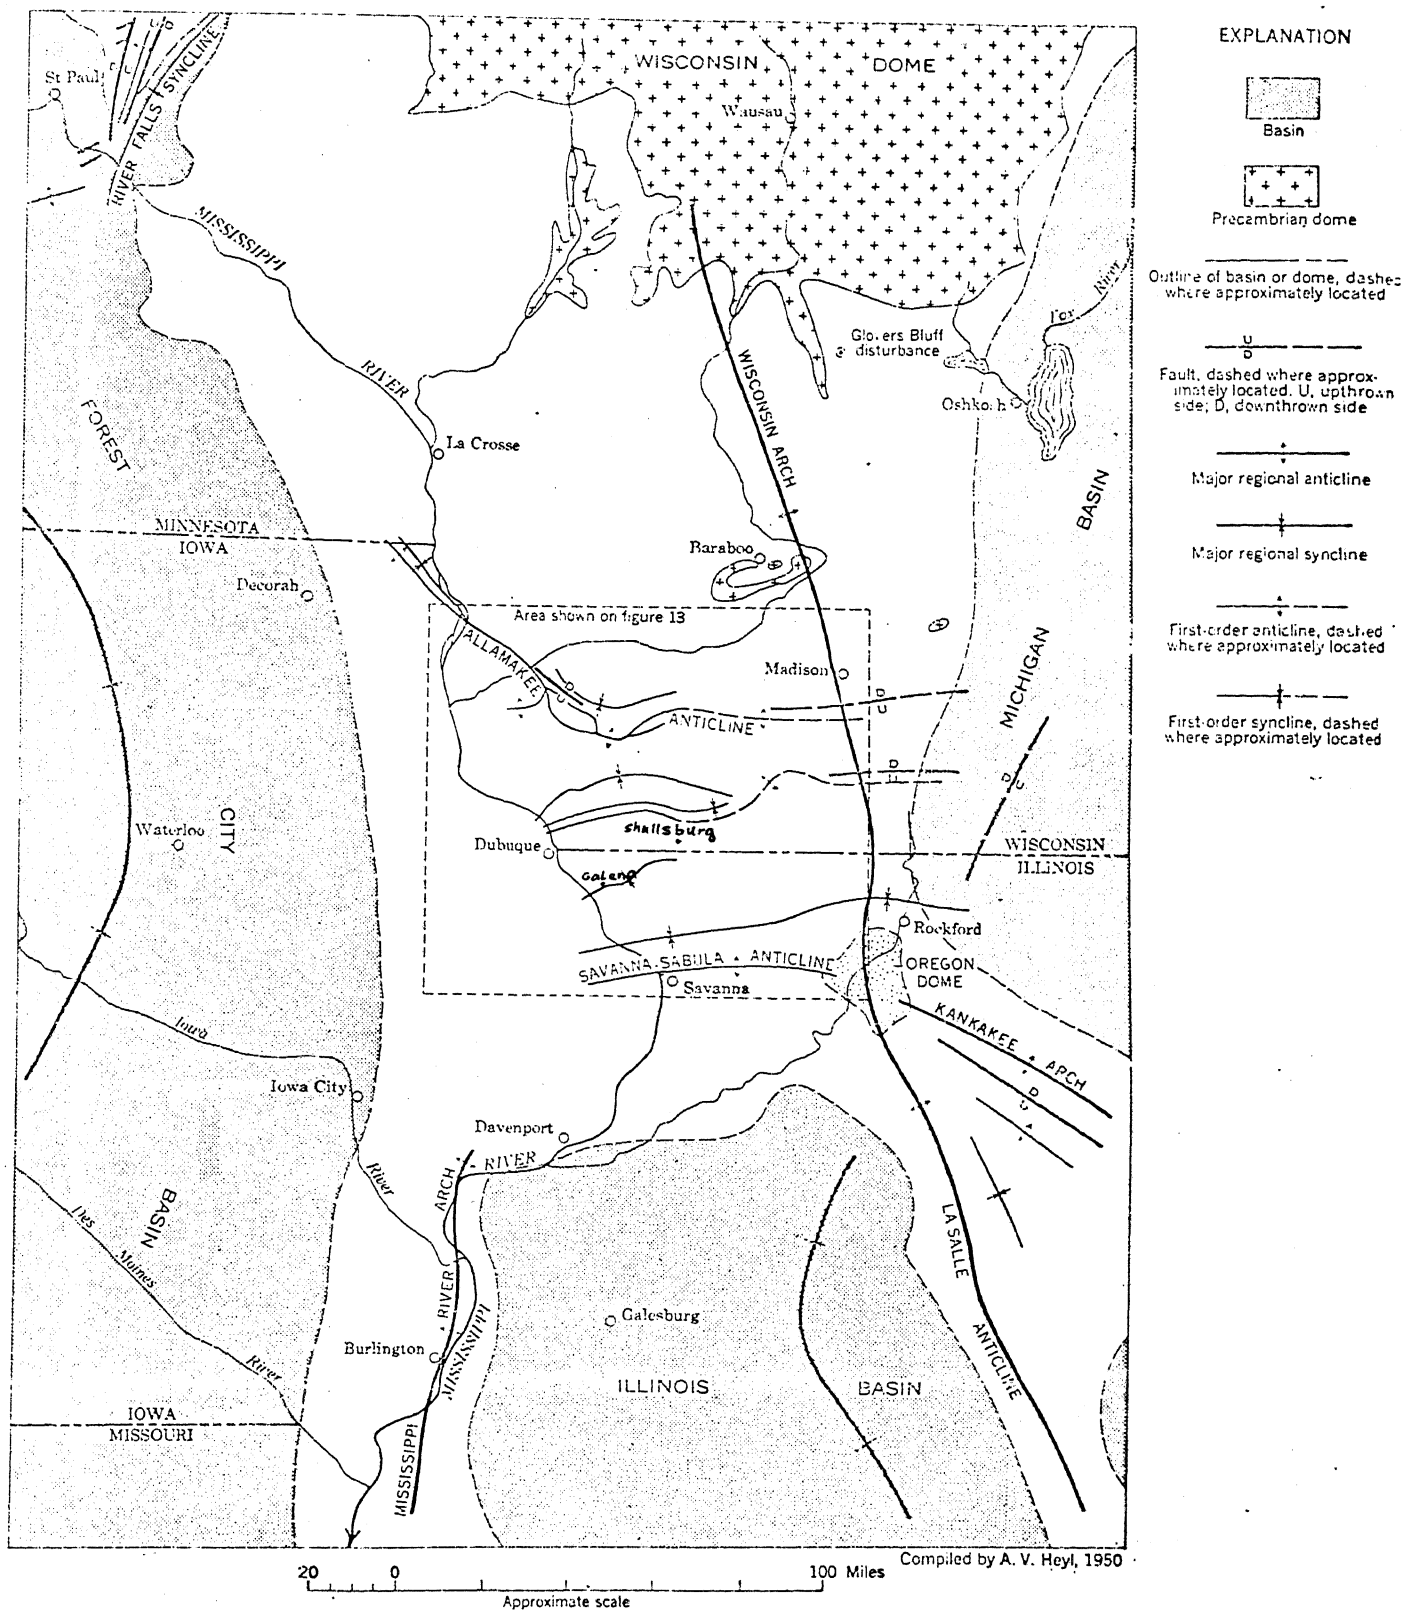 EXPLANATION
Basin
Precambrian dome
Outline of basin or dome, dashed
where approximately located
U
D
Fault, dashed where approx-
imately located. U, upthrown
side; D, downthrown side
Major regional anticline
Major regional syncline
First-order anticline, dashed
where approximately located
First-order syncline, dashed
where approximately located
St Paul
D
U
U
D
RIVER FALLS SYNCLINE
WISCONSIN DOME
Wausau
MISSISSIPPI
RIVER
Fox
River
Glovers Bluff
disturbance
Oshkosh
WISCONSIN ARCH
La Crosse
FOREST
CITY
BASIN
MINNESOTA
IOWA
Decorah
Baraboo
Area shown on figure 13
MICHIGAN
BASIN
ALLAMAKEE
ANTICLINE
D
U
Madison
D
U
D
U
D
U
Waterloo
Dubuque
Shullsburg
Galena
WISCONSIN
ILLINOIS
Rockford
SAVANNA-SABULA ANTICLINE
Savanna
OREGON
DOME
KANKAKEE ARCH
D
U
Iowa
River
Iowa City
Davenport
RIVER
MISSISSIPPI RIVER ARCH
MISSISSIPPI
LA SALLE
ANTICLINE
Des
Moines
River
Burlington
Galesburg
ILLINOIS BASIN
IOWA
MISSOURI
Compiled by A. V. Heyl, 1950
20 0 100 Miles
Approximate scale